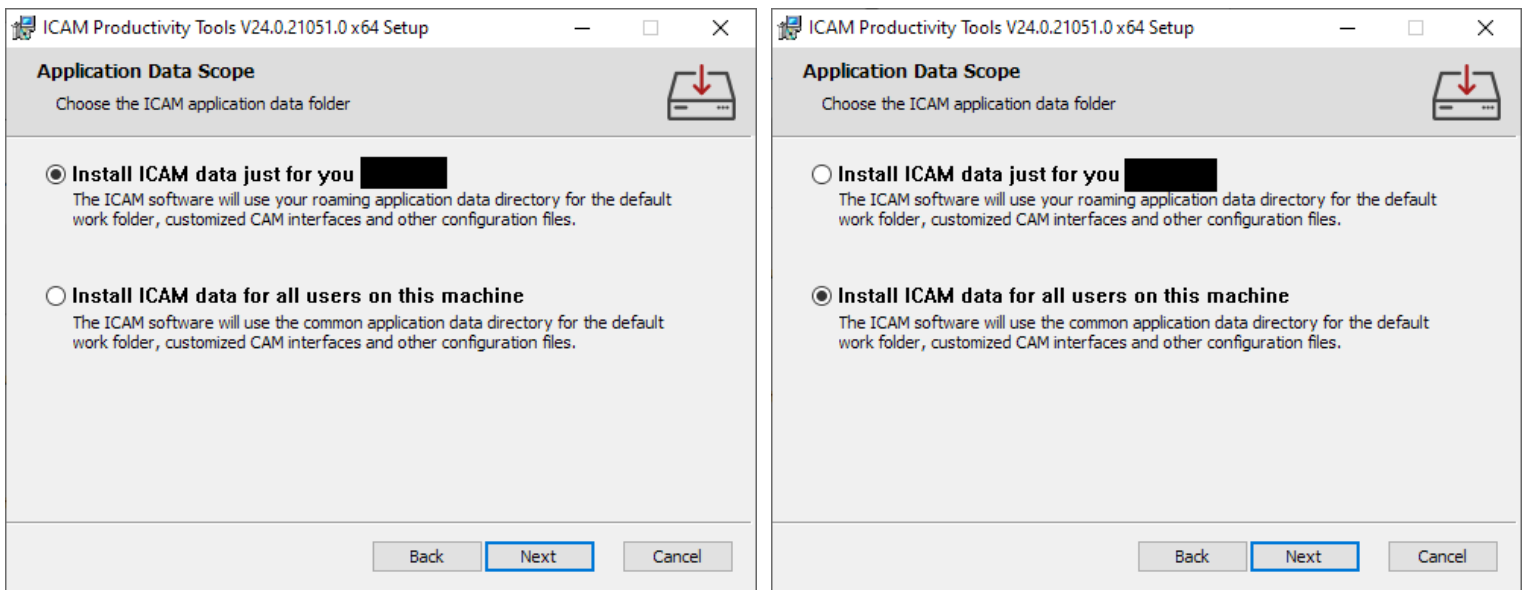 ICAM Productivity Tools V24.0.21051.0 x64 Setup
Application Data Scope
Choose the ICAM application data folder
Install ICAM data just for you
The ICAM software will use your roaming application data directory for the default
work folder, customized CAM interfaces and other configuration files.
Install ICAM data for all users on this machine
The ICAM software will use the common application data directory for the default
work folder, customized CAM interfaces and other configuration files.
Back Next Cancel
ICAM Productivity Tools V24.0.21051.0 x64 Setup
Application Data Scope
Choose the ICAM application data folder
Install ICAM data just for you
The ICAM software will use your roaming application data directory for the default
work folder, customized CAM interfaces and other configuration files.
Install ICAM data for all users on this machine
The ICAM software will use the common application data directory for the default
work folder, customized CAM interfaces and other configuration files.
Back Next Cancel